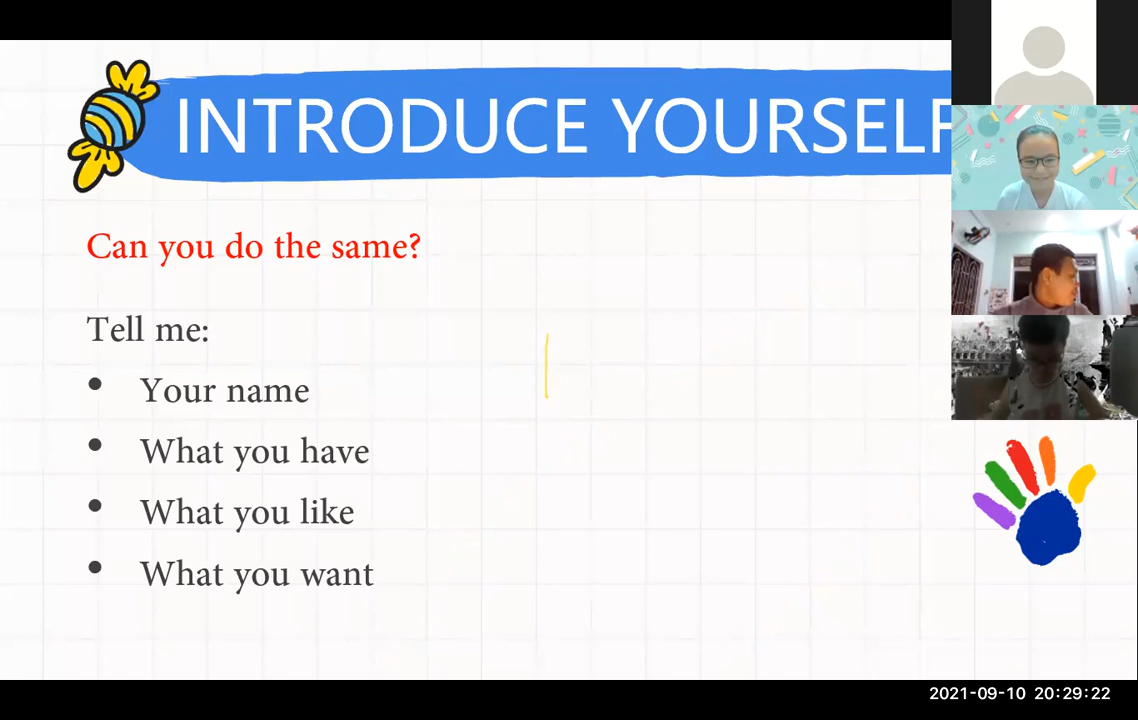 INTRODUCE YOURSELF
Can you do the same?
Tell me:
• Your name
• What you have
• What you like
• What you want
2021-09-10 20:29:22